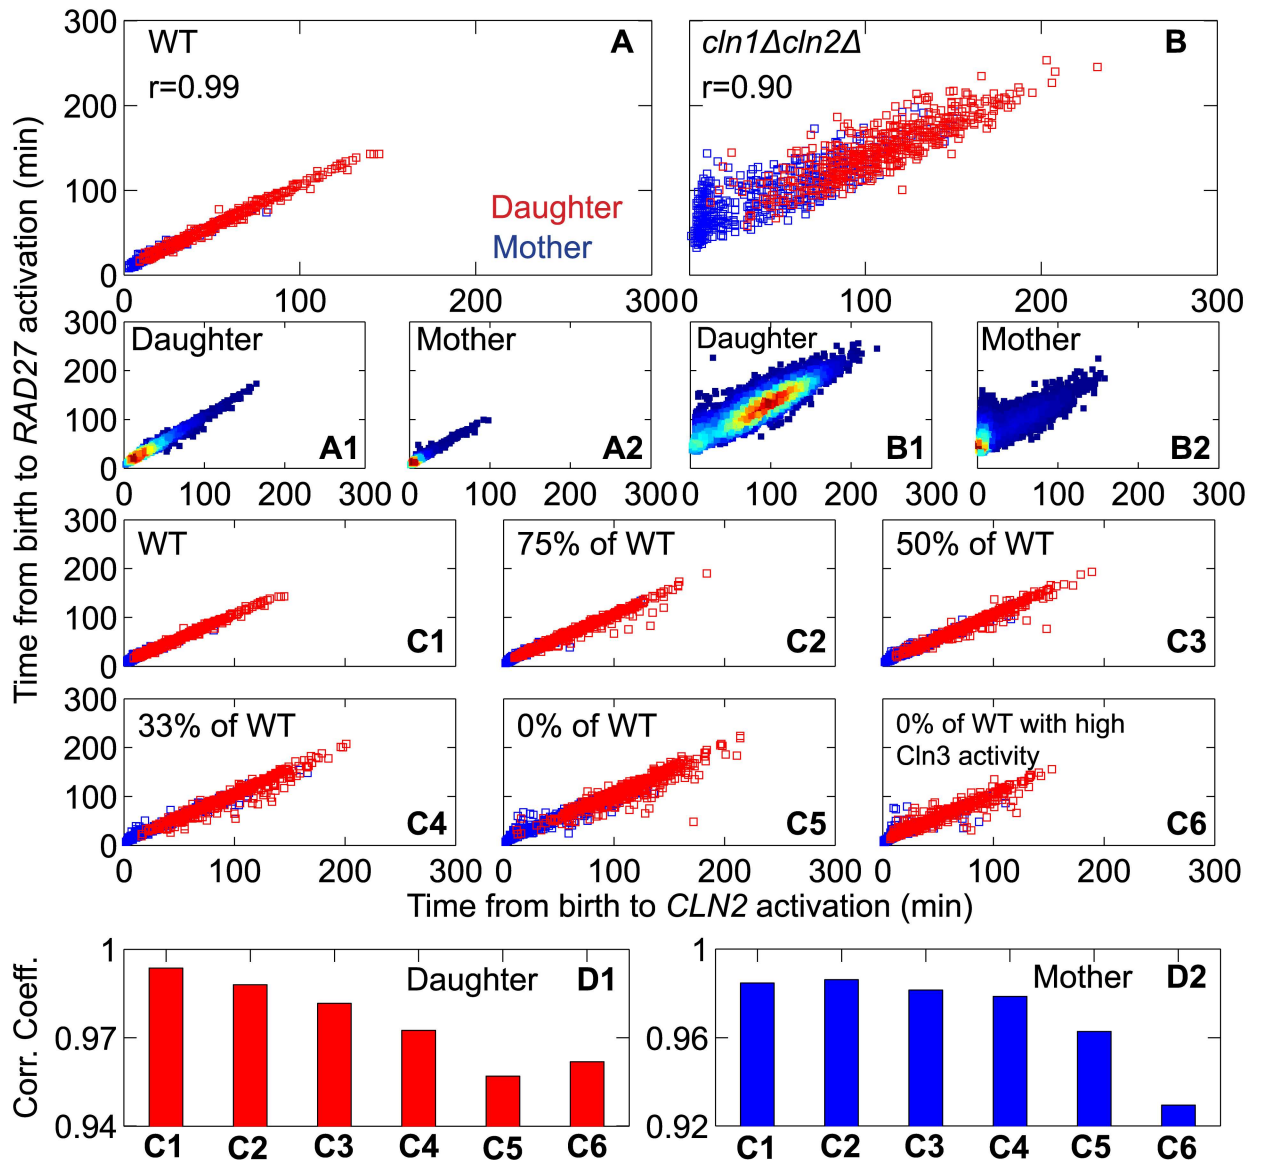 Time from birth to RAD27 activation (min)
300
200
100
0
WT
r=0.99
A
Daughter
Mother
0
100
200
300
cln1Δcln2Δ
r=0.90
B
0
100
200
300
300
200
100
0
Daughter
A1
0
100
200
300
Mother
A2
0
100
200
300
Daughter
B1
0
100
200
300
Mother
B2
0
100
200
300
300
200
100
0
WT
C1
75% of WT
C2
50% of WT
C3
300
200
100
0
33% of WT
C4
0
100
200
300
0% of WT
C5
0
100
200
300
0% of WT with high
Cln3 activity
C6
0
100
200
300
Time from birth to CLN2 activation (min)
Corr. Coeff.
1
0.97
0.94
Daughter
D1
C1 C2 C3 C4 C5 C6
1
0.96
0.92
Mother
D2
C1 C2 C3 C4 C5 C6